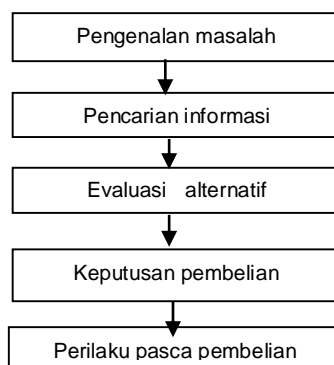 Pengenalan masalah
Pencarian informasi
Evaluasi alternatif
Keputusan pembelian
Perilaku pasca pembelian